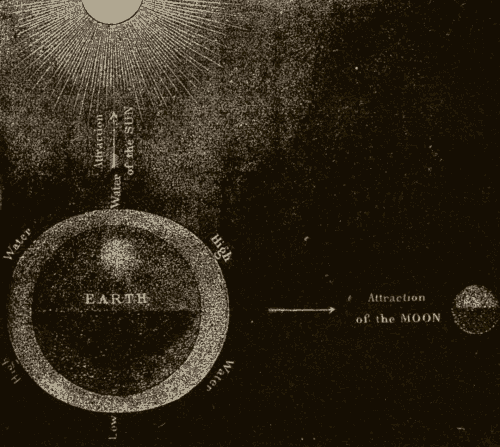 Attraction
of the SUN
Water
Water
High
EARTH
Attraction
of the MOON
High
Water
Low